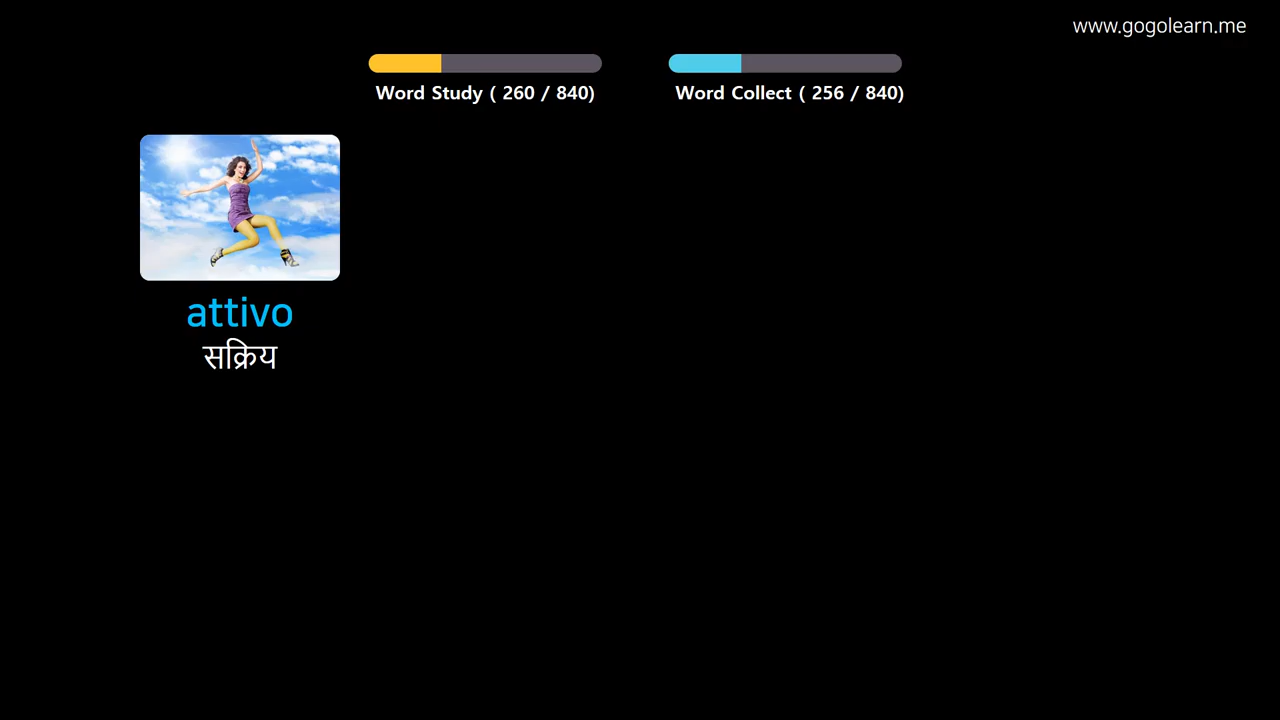 www.gogolearn.me
Word Study ( 260 / 840)
Word Collect ( 256 / 840)
attivo
सक्रिय